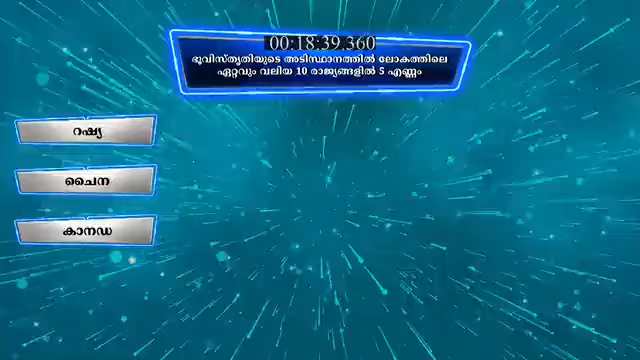 00:18:39.360
ഭൂവിസ്തൃതിയുടെ അടിസ്ഥാനത്തിൽ ലോകത്തിലെ
ഏറ്റവും വലിയ 10 രാജ്യങ്ങളിൽ 5 എണ്ണം
റഷ്യ
ചൈന
കാനഡ